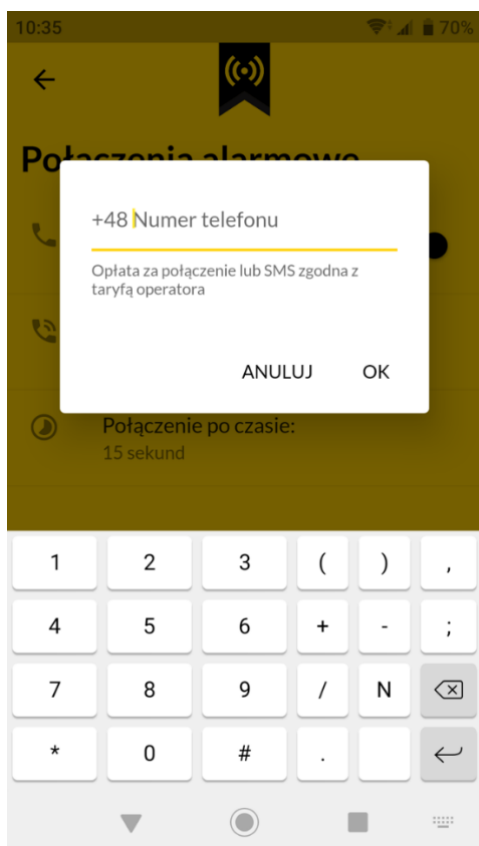 10:35
70%
Połączenia alarmowe
+48 Numer telefonu
Opłata za połączenie lub SMS zgodna z
taryfą operatora
ANULUJ OK
Połączenie po czasie:
15 sekund
1 2 3 ( ) ,
4 5 6 + - ;
7 8 9 / N
* 0 # .